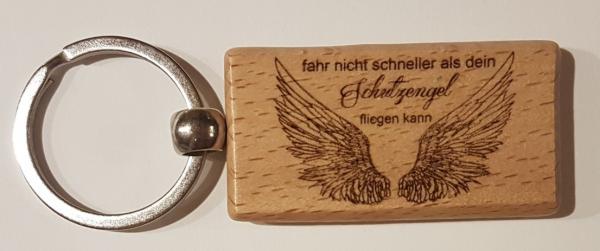 fahr nicht schneller als dein
Schutzengel
fliegen kann